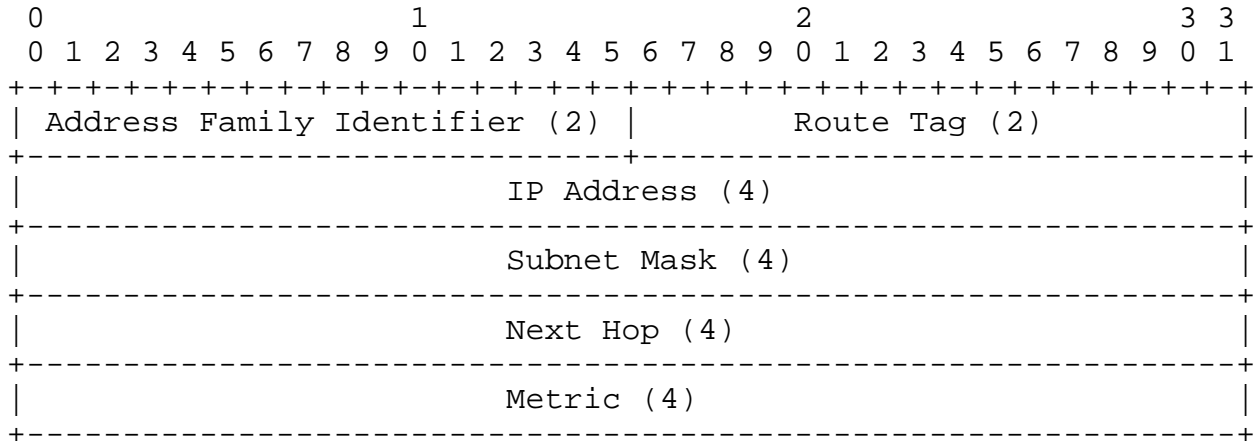 0                   1                   2                   3 3
 0 1 2 3 4 5 6 7 8 9 0 1 2 3 4 5 6 7 8 9 0 1 2 3 4 5 6 7 8 9 0 1
+-+-+-+-+-+-+-+-+-+-+-+-+-+-+-+-+-+-+-+-+-+-+-+-+-+-+-+-+-+-+-+-+
| Address Family Identifier (2) |        Route Tag (2)          |
+-------------------------------+-------------------------------+
|                         IP Address (4)                        |
+---------------------------------------------------------------+
|                         Subnet Mask (4)                       |
+---------------------------------------------------------------+
|                         Next Hop (4)                          |
+---------------------------------------------------------------+
|                         Metric (4)                            |
+---------------------------------------------------------------+